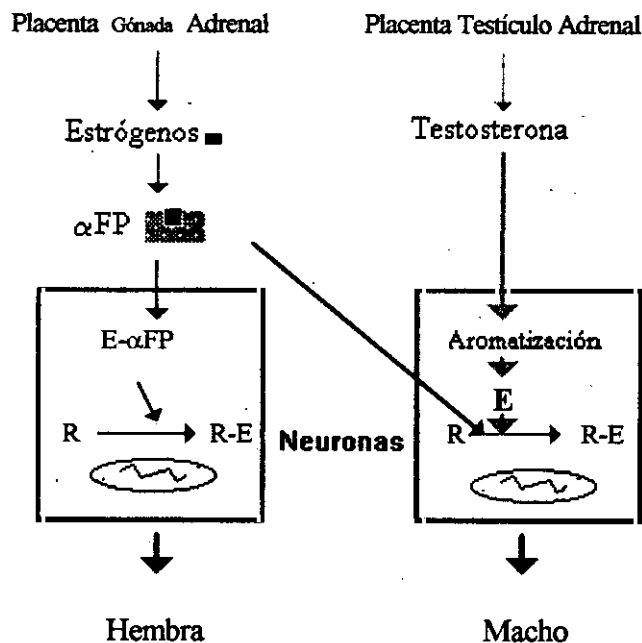 Placenta Gónada Adrenal
Estrógenos
αFP
E-αFP
R
R-E
Hembra
Neuronas
Placenta Testículo Adrenal
Testosterona
Aromatización
E
R
R-E
Macho